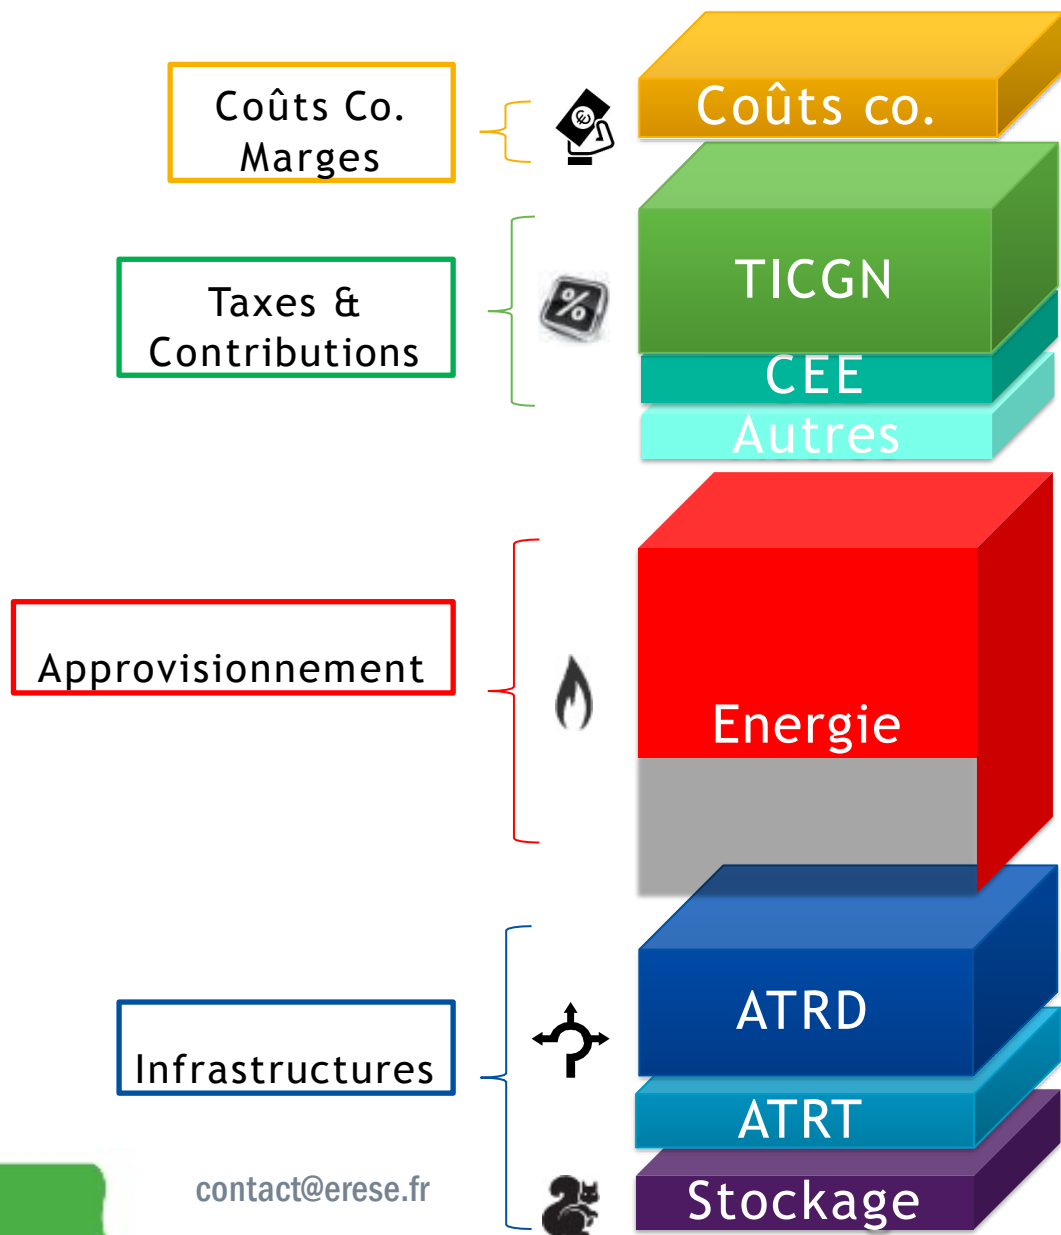 Coûts Co.
Marges
Coûts co.
Taxes &
Contributions
%
TICGN
CEE
Autres
Approvisionnement
Energie
Infrastructures
ATRD
ATRT
Stockage
contact@erese.fr